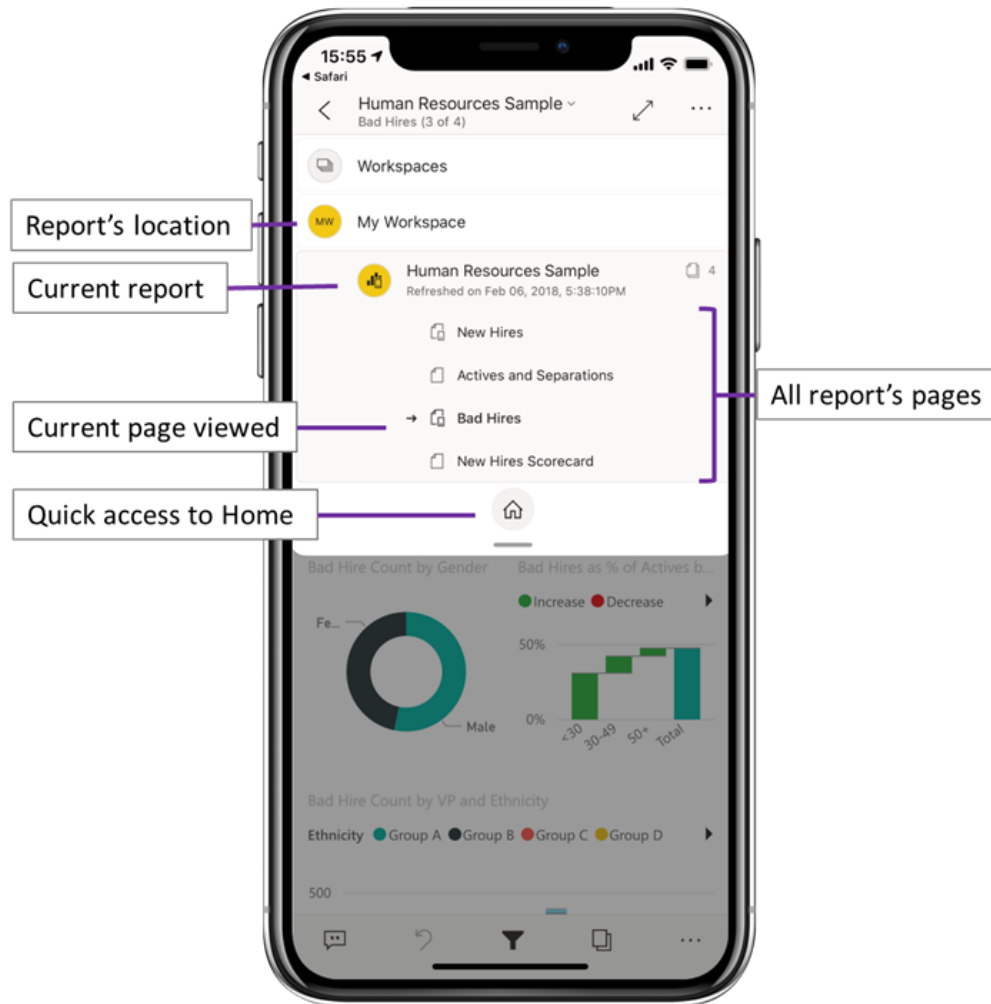 15:55
Safari
Human Resources Sample
Bad Hires (3 of 4)
Workspaces
Report's location
MW
My Workspace
Current report
Human Resources Sample
4
Refreshed on Feb 06, 2018, 5:38:10PM
New Hires
Actives and Separations
All report's pages
Current page viewed
Bad Hires
New Hires Scorecard
Quick access to Home
Bad Hire Count by Gender
Bad Hires as % of Actives b...
Increase Decrease
Fe...
50%
Male
0%
<30 30-49 50+ Total
Bad Hire Count by VP and Ethnicity
Ethnicity Group A Group B Group C Group D
500